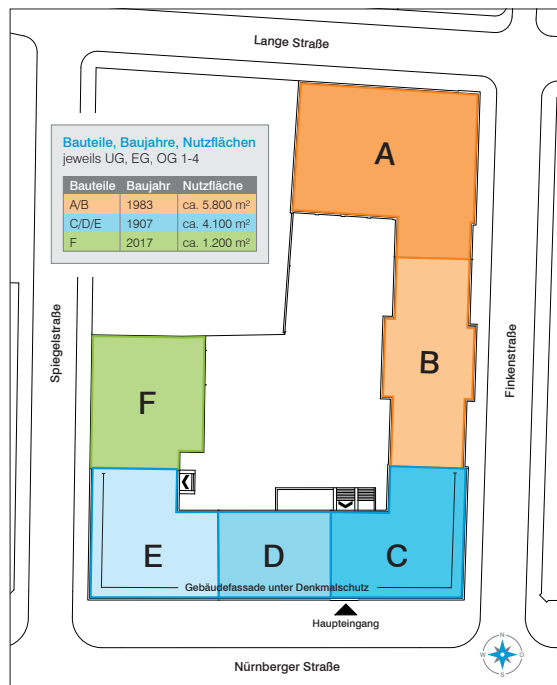 Lange Straße
Bauteile, Baujahre, Nutzflächen
jeweils UG, EG, OG 1-4
Bauteile Baujahr Nutzfläche
A/B 1983 ca. 5.800 m²
C/D/E 1907 ca. 4.100 m²
F 2017 ca. 1.200 m²
A
Spiegelstraße
Finkenstraße
B
F
E
D
C
Gebäudefassade unter Denkmalschutz
Haupteingang
Nürnberger Straße
N
W
O
S